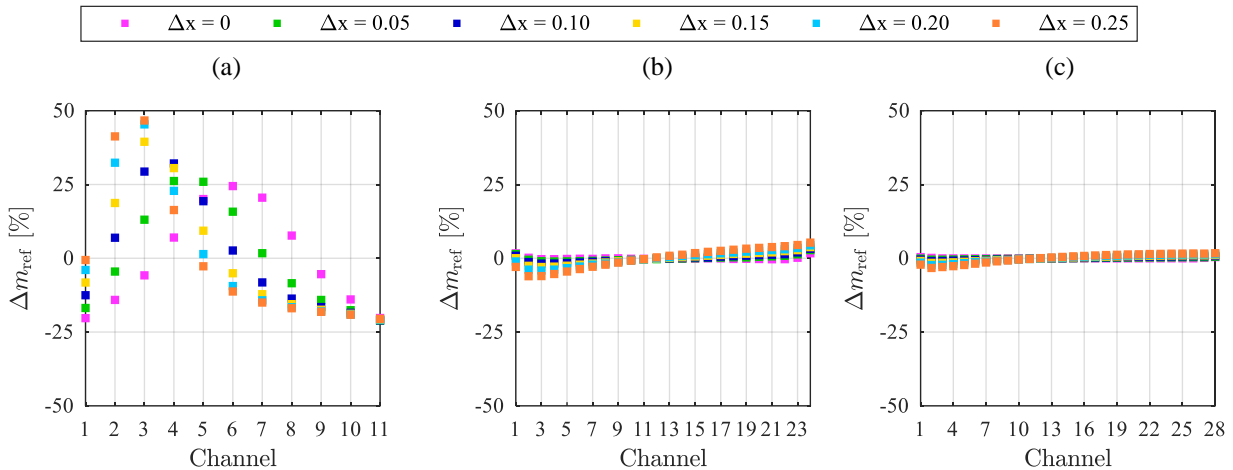 Δx = 0 Δx = 0.05 Δx = 0.10 Δx = 0.15 Δx = 0.20 Δx = 0.25
(a) (b) (c)
50 50 50
25 25 25
0 0 0
-25 -25 -25
-50 -50 -50
Δm_ref [%] Δm_ref [%] Δm_ref [%]
1 2 3 4 5 6 7 8 9 10 11 1 3 5 7 9 11 13 15 17 19 21 23 1 4 7 10 13 16 19 22 25 28
Channel Channel Channel